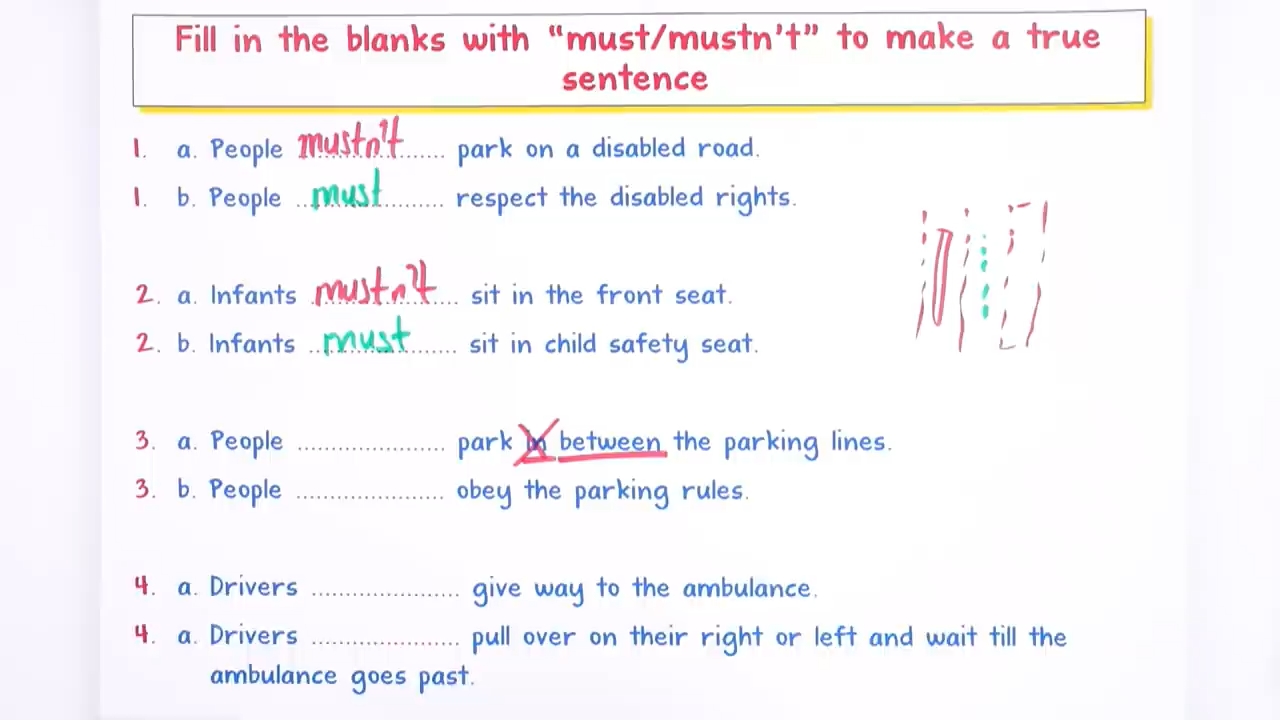 Fill in the blanks with “must/mustn’t” to make a true
sentence
1. a. People mustn't park on a disabled road.
1. b. People must respect the disabled rights.
2. a. Infants mustn't sit in the front seat.
2. b. Infants must sit in child safety seat.
3. a. People ..................... park in between the parking lines.
3. b. People ..................... obey the parking rules.
4. a. Drivers ..................... give way to the ambulance.
4. a. Drivers ..................... pull over on their right or left and wait till the
ambulance goes past.